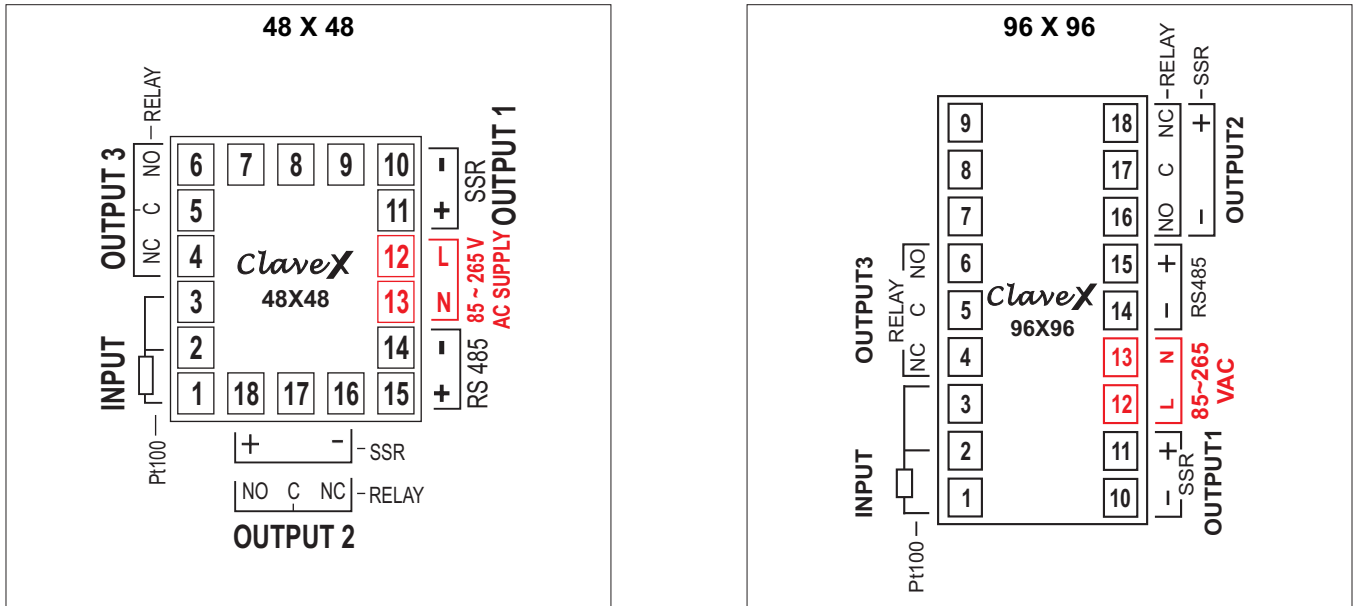 48 X 48
OUTPUT 3
NC C NO
RELAY
6 7 8 9 10
5 11
4 12
3 13
2 14
1 18 17 16 15
ClaveX
48X48
- +
SSR
OUTPUT 1
L
N
85 ~ 265 V
AC SUPPLY
- +
RS 485
INPUT
Pt100
+ -
SSR
NO C NC
RELAY
OUTPUT 2
96 X 96
9 18
8 17
7 16
6 15
5 14
4 13
3 12
2 11
1 10
ClaveX
96X96
OUTPUT3
RELAY
NC C NO
INPUT
Pt100
NO C NC
RELAY
- +
SSR
OUTPUT2
- +
RS485
L N
85~265
VAC
- +
SSR
OUTPUT1